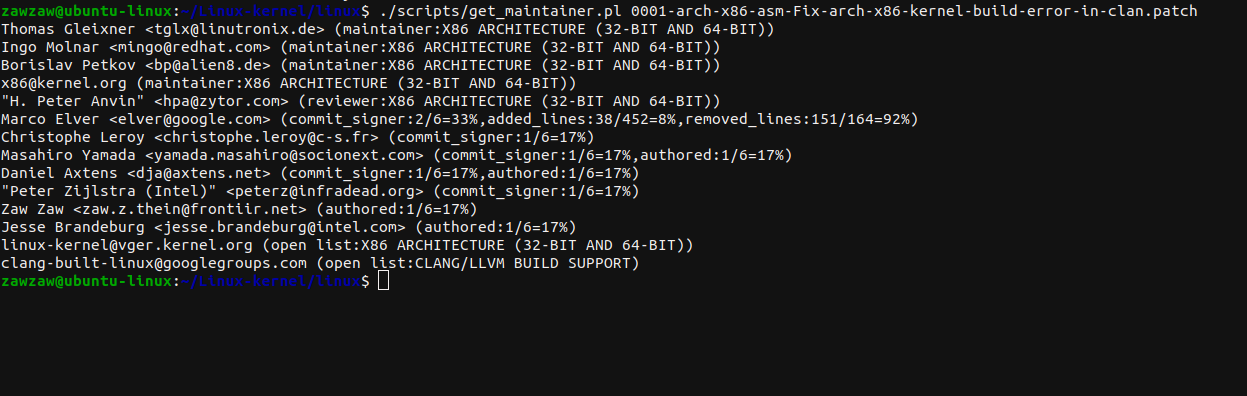 zawzaw@ubuntu-linux:~/Linux-kernel/linux$ ./scripts/get_maintainer.pl 0001-arch-x86-asm-Fix-arch-x86-kernel-build-error-in-clan.patch
Thomas Gleixner <tglx@linutronix.de> (maintainer:X86 ARCHITECTURE (32-BIT AND 64-BIT))
Ingo Molnar <mingo@redhat.com> (maintainer:X86 ARCHITECTURE (32-BIT AND 64-BIT))
Borislav Petkov <bp@alien8.de> (maintainer:X86 ARCHITECTURE (32-BIT AND 64-BIT))
x86@kernel.org (maintainer:X86 ARCHITECTURE (32-BIT AND 64-BIT))
"H. Peter Anvin" <hpa@zytor.com> (reviewer:X86 ARCHITECTURE (32-BIT AND 64-BIT))
Marco Elver <elver@google.com> (commit_signer:2/6=33%,added_lines:38/452=8%,removed_lines:151/164=92%)
Christophe Leroy <christophe.leroy@c-s.fr> (commit_signer:1/6=17%)
Masahiro Yamada <yamada.masahiro@socionext.com> (commit_signer:1/6=17%,authored:1/6=17%)
Daniel Axtens <dja@axtens.net> (commit_signer:1/6=17%,authored:1/6=17%)
"Peter Zijlstra (Intel)" <peterz@infradead.org> (commit_signer:1/6=17%)
Zaw Zaw <zaw.z.thein@frontiir.net> (authored:1/6=17%)
Jesse Brandeburg <jesse.brandeburg@intel.com> (authored:1/6=17%)
linux-kernel@vger.kernel.org (open list:X86 ARCHITECTURE (32-BIT AND 64-BIT))
clang-built-linux@googlegroups.com (open list:CLANG/LLVM BUILD SUPPORT)
zawzaw@ubuntu-linux:~/Linux-kernel/linux$